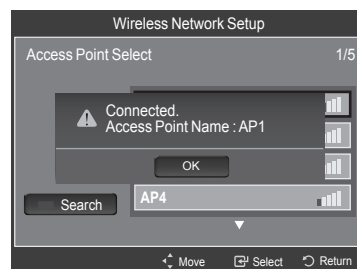 Wireless Network Setup
Access Point Select 1/5
Connected.
Access Point Name : AP1
OK
Search
AP4
Move Select Return